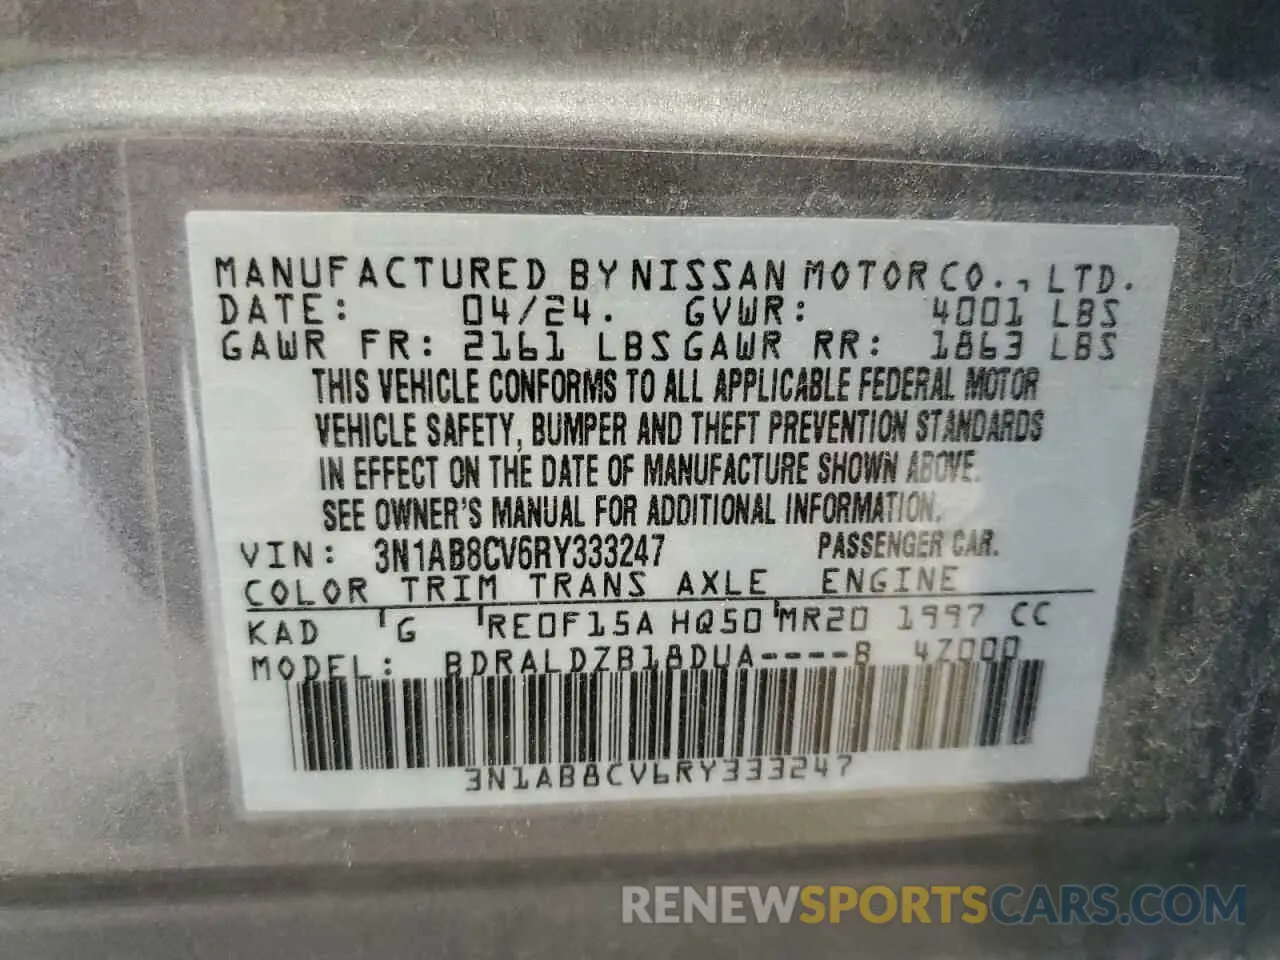 MANUFACTURED BY NISSAN MOTOR CO., LTD.
DATE: 04/24. GVWR: 4001 LBS
GAWR FR: 2161 LBS GAWR RR: 1863 LBS
THIS VEHICLE CONFORMS TO ALL APPLICABLE FEDERAL MOTOR
VEHICLE SAFETY, BUMPER AND THEFT PREVENTION STANDARDS
IN EFFECT ON THE DATE OF MANUFACTURE SHOWN ABOVE.
SEE OWNER'S MANUAL FOR ADDITIONAL INFORMATION.
VIN: 3N1AB8CV6RY333247 PASSENGER CAR.
COLOR TRIM TRANS AXLE ENGINE
KAD G RE0F15A HQ50 MR20 1997 CC
MODEL: BDRALDZB18DUA----B 4Z000
3N1AB8CV6RY333247
RENEWSPORTSCARS.COM